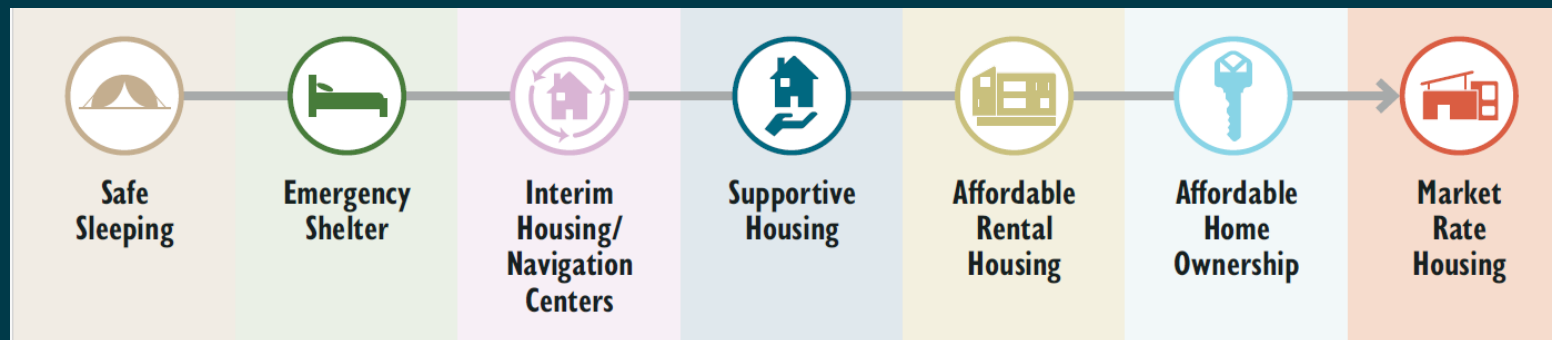 Safe
Sleeping
Emergency
Shelter
Interim
Housing/
Navigation
Centers
Supportive
Housing
Affordable
Rental
Housing
Affordable
Home
Ownership
Market
Rate
Housing